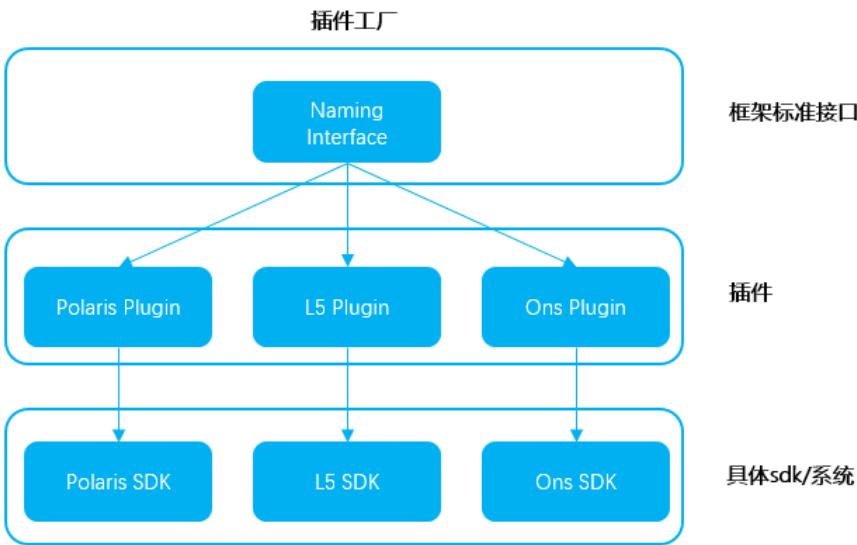 插件工厂
Naming
Interface
框架标准接口
Polaris Plugin
L5 Plugin
Ons Plugin
插件
Polaris SDK
L5 SDK
Ons SDK
具体sdk/系统